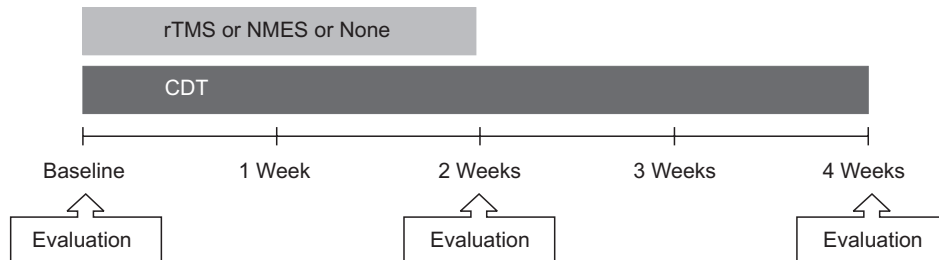 rTMS or NMES or None
CDT
Baseline 1 Week 2 Weeks 3 Weeks 4 Weeks
Evaluation Evaluation Evaluation